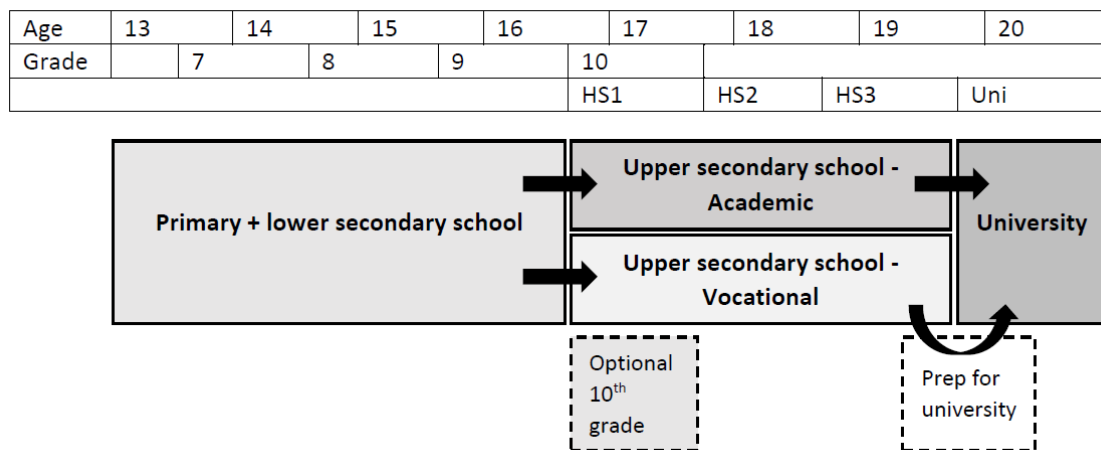 Age 13 14 15 16 17 18 19 20
Grade 7 8 9 10
HS1 HS2 HS3 Uni
Primary + lower secondary school
Upper secondary school -
Academic
University
Upper secondary school -
Vocational
Optional
10th
grade
Prep for
university